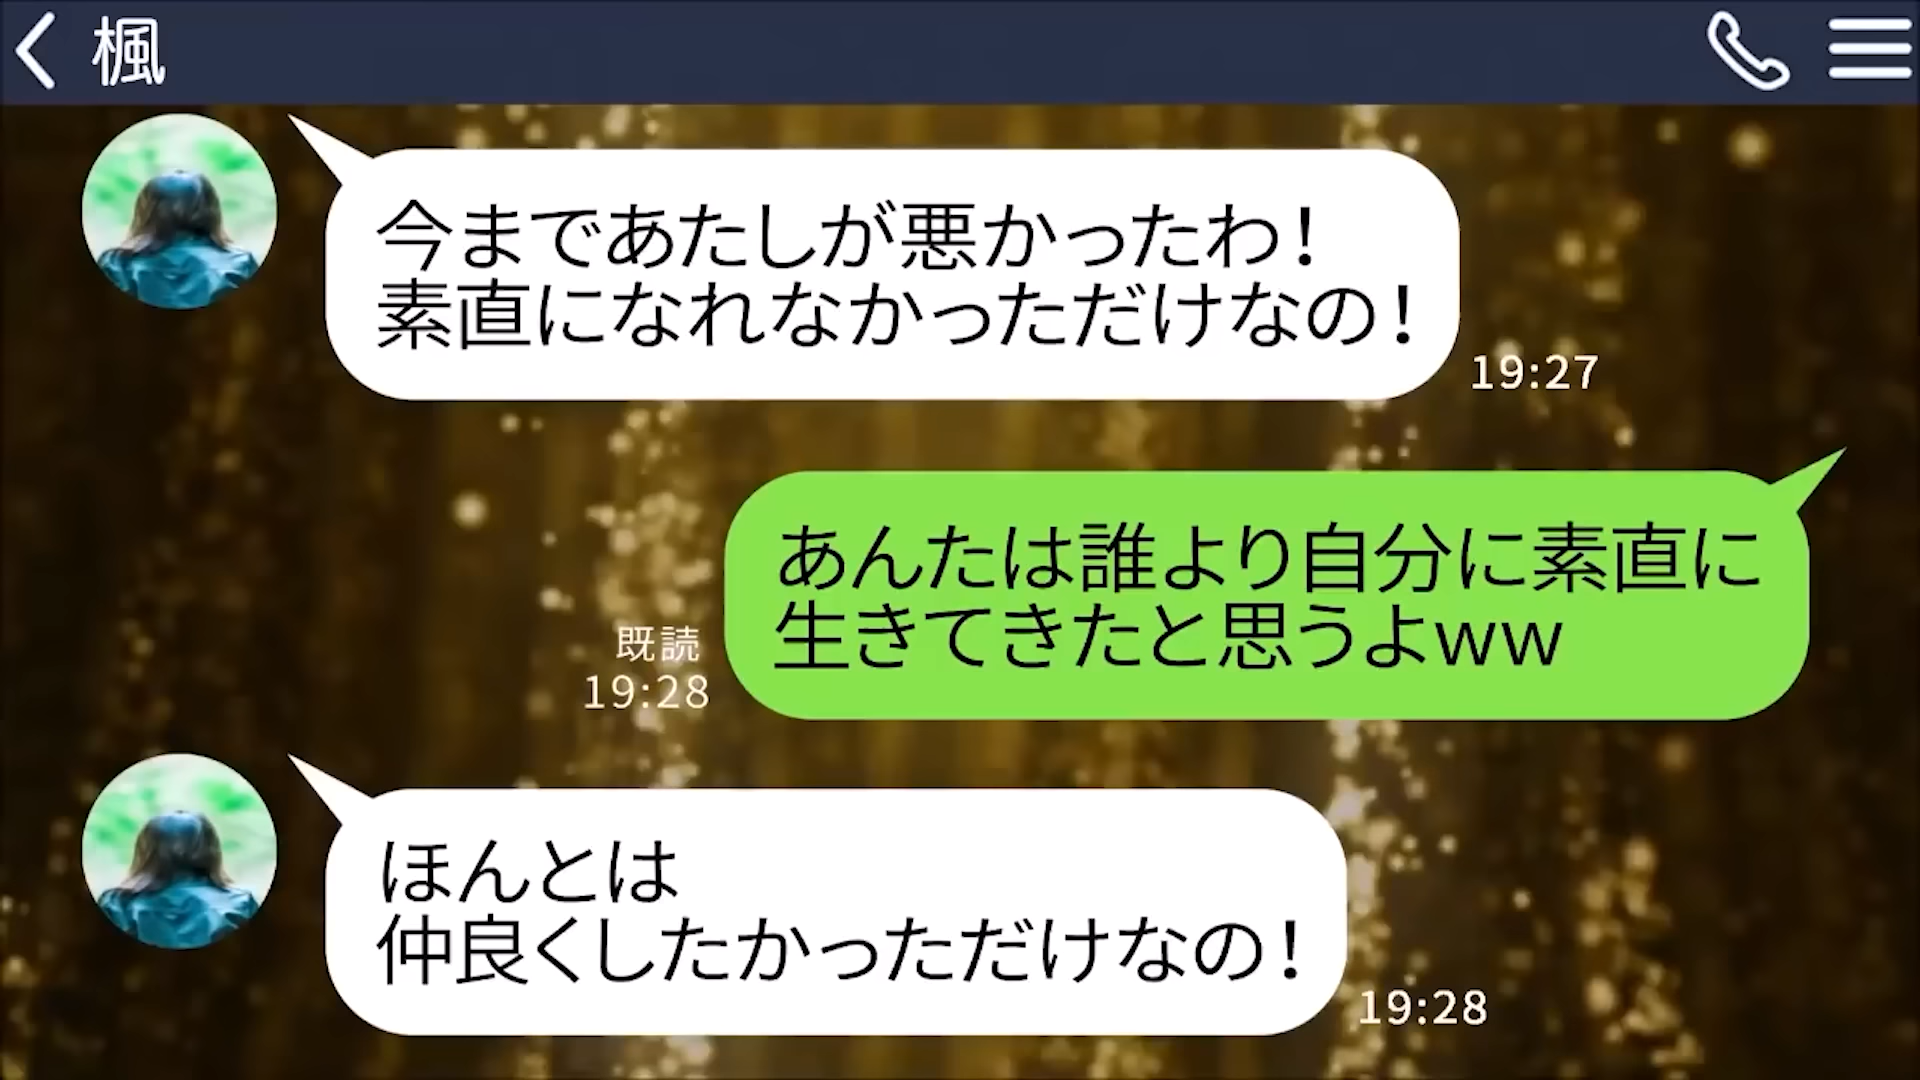 楓
今まであたしが悪かったわ！
素直になれなかっただけなの！
19:27
あんたは誰より自分に素直に
生きてきたと思うよww
既読
19:28
ほんとは
仲良くしたかっただけなの！
19:28